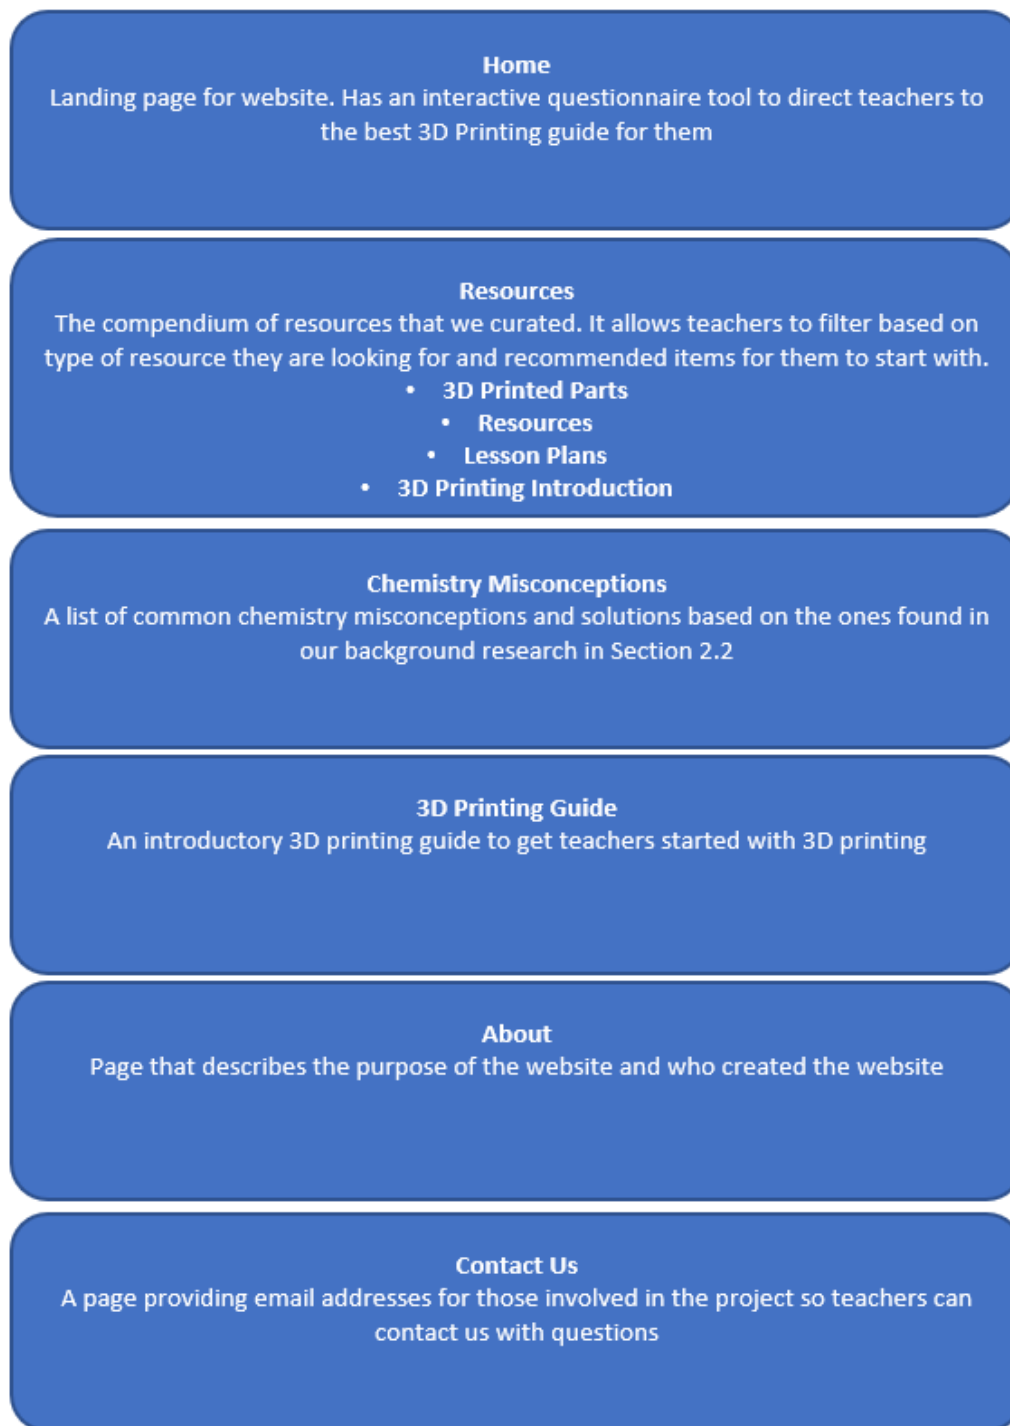 Home
Landing page for website. Has an interactive questionnaire tool to direct teachers to
the best 3D Printing guide for them
Resources
The compendium of resources that we curated. It allows teachers to filter based on
type of resource they are looking for and recommended items for them to start with.
• 3D Printed Parts
• Resources
• Lesson Plans
• 3D Printing Introduction
Chemistry Misconceptions
A list of common chemistry misconceptions and solutions based on the ones found in
our background research in Section 2.2
3D Printing Guide
An introductory 3D printing guide to get teachers started with 3D printing
About
Page that describes the purpose of the website and who created the website
Contact Us
A page providing email addresses for those involved in the project so teachers can
contact us with questions